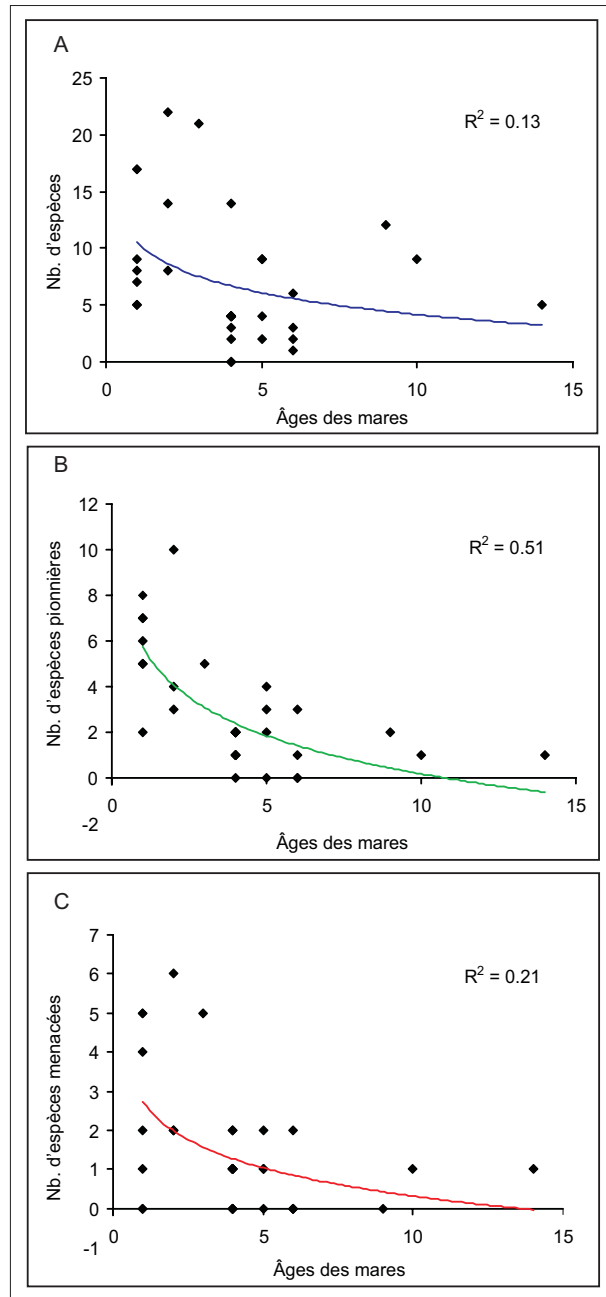 A
25
20
15
10
5
0
R² = 0.13
Nb. d'espèces
0 5 10 15
Âges des mares
B
12
10
8
6
4
2
0
-2
R² = 0.51
Nb. d'espèces pionnières
0 5 10 15
Âges des mares
C
7
6
5
4
3
2
1
0
-1
R² = 0.21
Nb. d'espèces menacées
0 5 10 15
Âges des mares